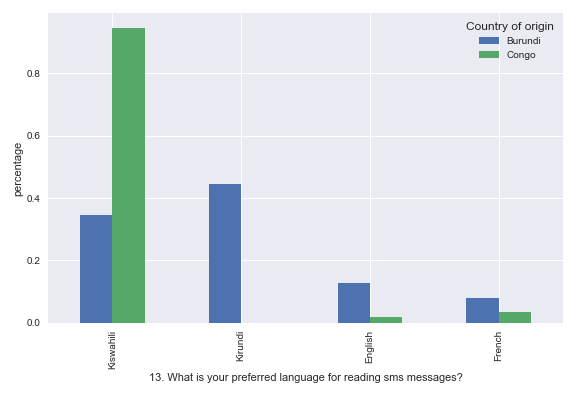 Country of origin
Burundi
Congo
percentage
0.8
0.6
0.4
0.2
0.0
Kiswahili
Kirundi
English
French
13. What is your preferred language for reading sms messages?